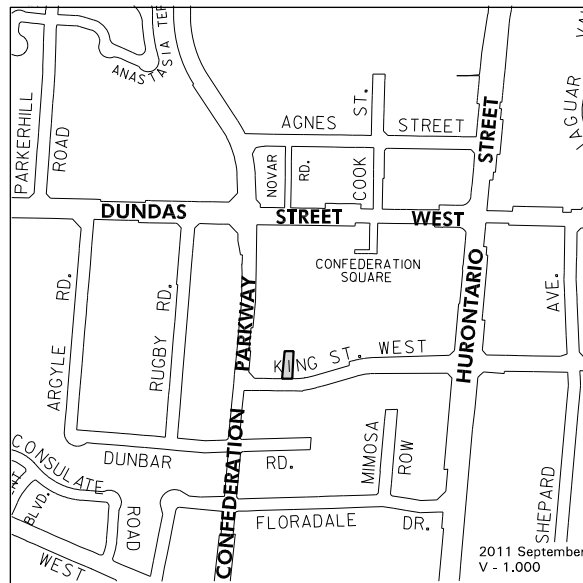 ANASTASIA TER
PARKERHILL
ROAD
AGNES STREET
ST.
COOK
NOVAR
RD.
STREET
HURONTARIO
JAGUAR
DUNDAS STREET WEST
CONFEDERATION
SQUARE
CONFEDERATION PARKWAY
ARGYLE RD.
RUGBY RD.
AVE.
SHEPARD
KING ST. WEST
DUNBAR RD.
MIMOSA
ROW
CONSULATE
ROAD
BLVD.
WEST
FLORADALE DR.
2011 September
V - 1.000